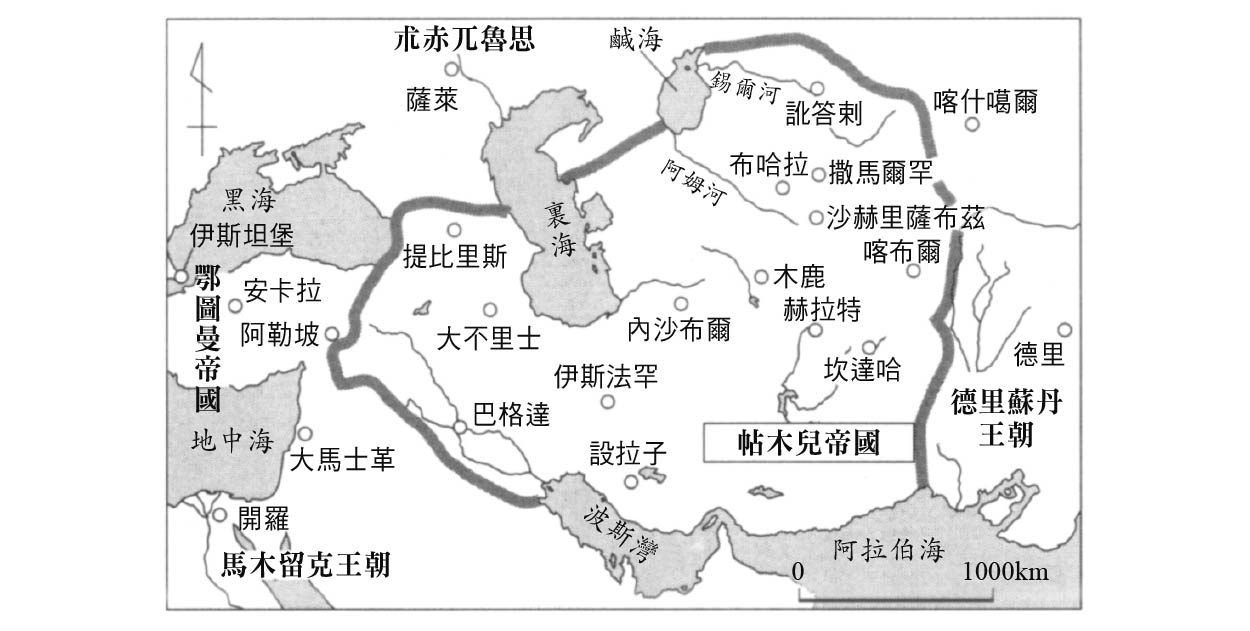 朮赤兀魯思
鹹海
薩萊
錫爾河
訛答剌
喀什噶爾
布哈拉
撒馬爾罕
阿姆河
黑海
裏海
沙赫里薩布茲
伊斯坦堡
提比里斯
喀布爾
鄂圖曼帝國
安卡拉
木鹿
阿勒坡
大不里士
內沙布爾
赫拉特
德里
伊斯法罕
坎達哈
德里蘇丹
王朝
巴格達
地中海
帖木兒帝國
大馬士革
設拉子
開羅
波斯灣
阿拉伯海
馬木留克王朝
0
1000km